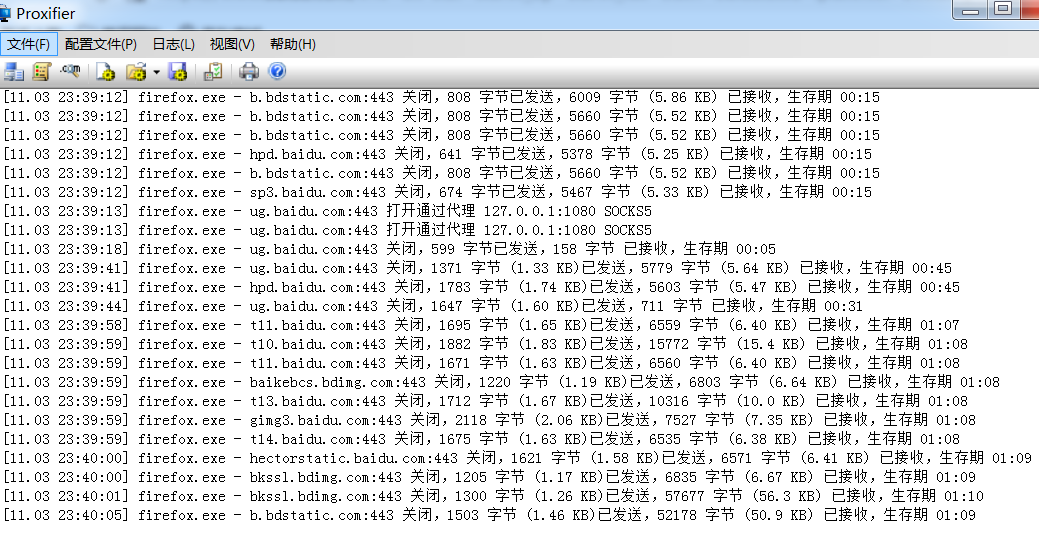 Proxifier
文件(F) 配置文件(P) 日志(L) 视图(V) 帮助(H)
[11.03 23:39:12] firefox.exe - b.bdstatic.com:443 关闭，808 字节已发送，6009 字节 (5.86 KB) 已接收，生存期 00:15
[11.03 23:39:12] firefox.exe - b.bdstatic.com:443 关闭，808 字节已发送，5660 字节 (5.52 KB) 已接收，生存期 00:15
[11.03 23:39:12] firefox.exe - b.bdstatic.com:443 关闭，808 字节已发送，5660 字节 (5.52 KB) 已接收，生存期 00:15
[11.03 23:39:12] firefox.exe - hpd.baidu.com:443 关闭，641 字节已发送，5378 字节 (5.25 KB) 已接收，生存期 00:15
[11.03 23:39:12] firefox.exe - b.bdstatic.com:443 关闭，808 字节已发送，5660 字节 (5.52 KB) 已接收，生存期 00:15
[11.03 23:39:12] firefox.exe - sp3.baidu.com:443 关闭，674 字节已发送，5467 字节 (5.33 KB) 已接收，生存期 00:15
[11.03 23:39:13] firefox.exe - ug.baidu.com:443 打开通过代理 127.0.0.1:1080 SOCKS5
[11.03 23:39:13] firefox.exe - ug.baidu.com:443 打开通过代理 127.0.0.1:1080 SOCKS5
[11.03 23:39:18] firefox.exe - ug.baidu.com:443 关闭，599 字节已发送，158 字节 已接收，生存期 00:05
[11.03 23:39:41] firefox.exe - ug.baidu.com:443 关闭，1371 字节 (1.33 KB)已发送，5779 字节 (5.64 KB) 已接收，生存期 00:45
[11.03 23:39:41] firefox.exe - hpd.baidu.com:443 关闭，1783 字节 (1.74 KB)已发送，5603 字节 (5.47 KB) 已接收，生存期 00:45
[11.03 23:39:44] firefox.exe - ug.baidu.com:443 关闭，1647 字节 (1.60 KB)已发送，711 字节 已接收，生存期 00:31
[11.03 23:39:58] firefox.exe - t11.baidu.com:443 关闭，1695 字节 (1.65 KB)已发送，6559 字节 (6.40 KB) 已接收，生存期 01:07
[11.03 23:39:59] firefox.exe - t10.baidu.com:443 关闭，1882 字节 (1.83 KB)已发送，15772 字节 (15.4 KB) 已接收，生存期 01:08
[11.03 23:39:59] firefox.exe - t11.baidu.com:443 关闭，1671 字节 (1.63 KB)已发送，6560 字节 (6.40 KB) 已接收，生存期 01:08
[11.03 23:39:59] firefox.exe - baikebcs.bdimg.com:443 关闭，1220 字节 (1.19 KB)已发送，6803 字节 (6.64 KB) 已接收，生存期 01:08
[11.03 23:39:59] firefox.exe - t13.baidu.com:443 关闭，1712 字节 (1.67 KB)已发送，10316 字节 (10.0 KB) 已接收，生存期 01:08
[11.03 23:39:59] firefox.exe - gimg3.baidu.com:443 关闭，2118 字节 (2.06 KB)已发送，7527 字节 (7.35 KB) 已接收，生存期 01:08
[11.03 23:39:59] firefox.exe - t14.baidu.com:443 关闭，1675 字节 (1.63 KB)已发送，6535 字节 (6.38 KB) 已接收，生存期 01:08
[11.03 23:40:00] firefox.exe - hectorstatic.baidu.com:443 关闭，1621 字节 (1.58 KB)已发送，6571 字节 (6.41 KB) 已接收，生存期 01:09
[11.03 23:40:00] firefox.exe - bkssl.bdimg.com:443 关闭，1205 字节 (1.17 KB)已发送，6835 字节 (6.67 KB) 已接收，生存期 01:09
[11.03 23:40:01] firefox.exe - bkssl.bdimg.com:443 关闭，1300 字节 (1.26 KB)已发送，57677 字节 (56.3 KB) 已接收，生存期 01:10
[11.03 23:40:05] firefox.exe - b.bdstatic.com:443 关闭，1503 字节 (1.46 KB)已发送，52178 字节 (50.9 KB) 已接收，生存期 01:09